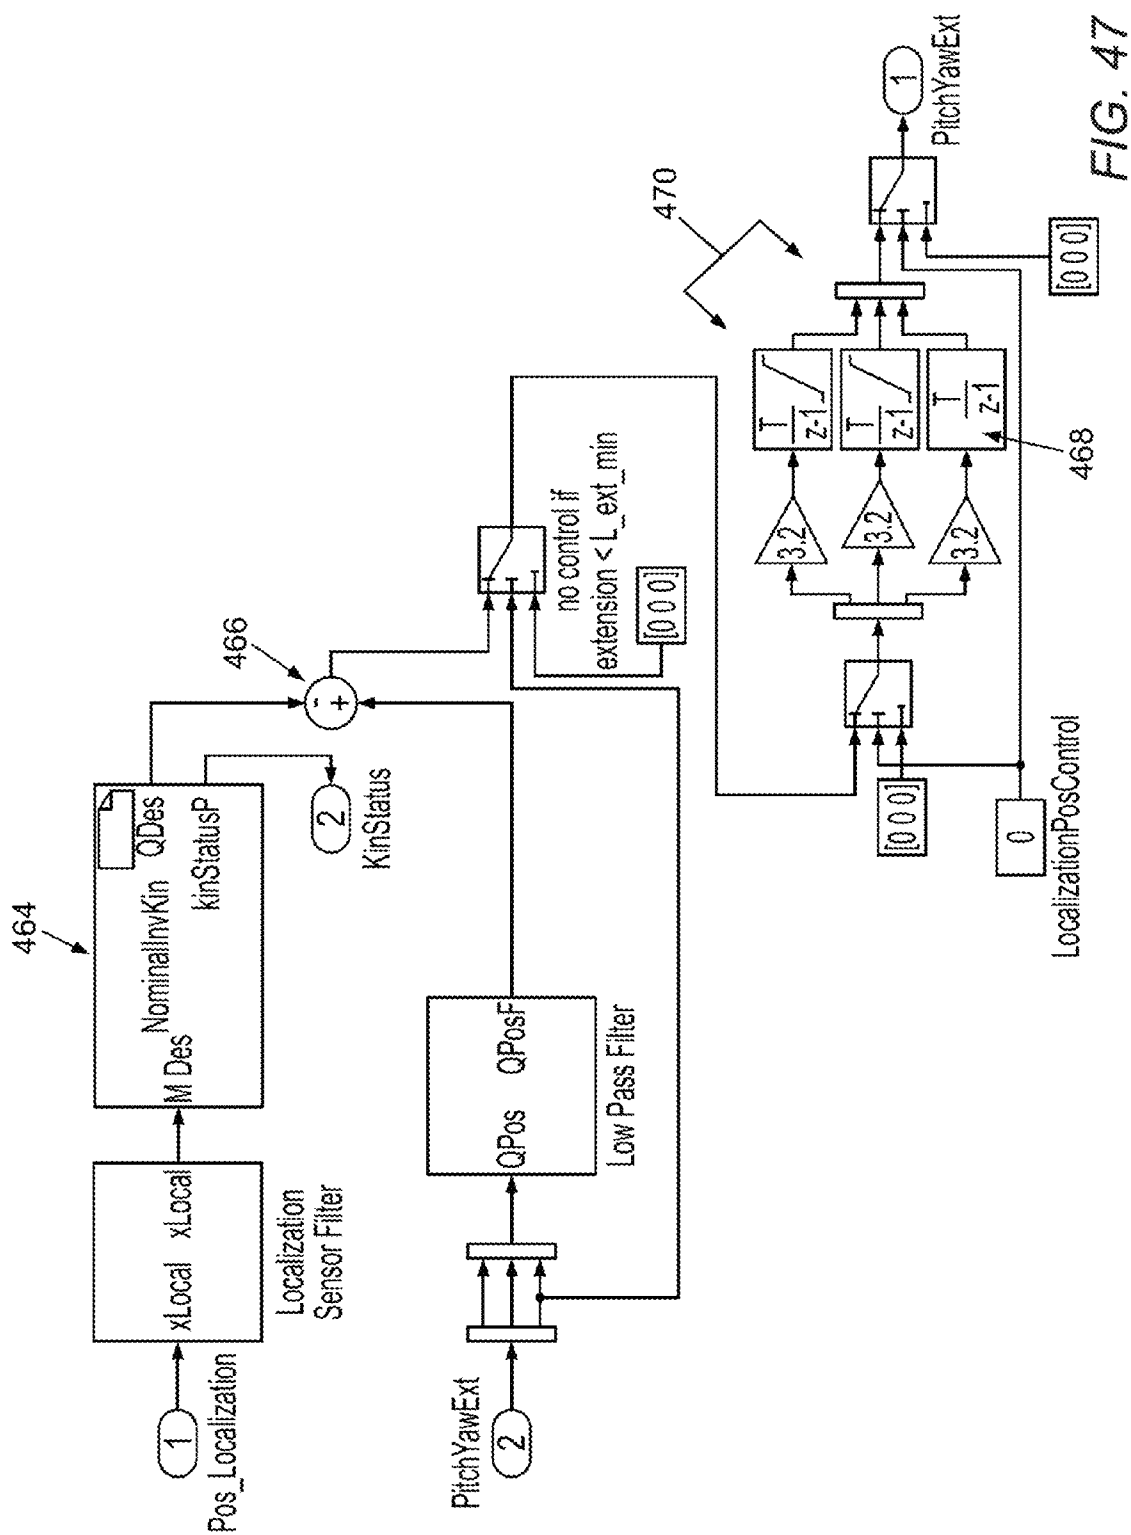 464
1
Pos_Localization
xLocal xLocal
Localization
Sensor Filter
M Des
NominalInvKin
QDes
kinStatusP
2
KinStatus
466
-
+
2
PitchYawExt
QPos QPosF
Low Pass Filter
no control if
extension < L_ext_min
[0 0 0]
[0 0 0]
0
LocalizationPosControl
3.2
3.2
3.2
T
z-1
T
z-1
T
z-1
468
470
[0 0 0]
1
PitchYawExt
FIG. 47